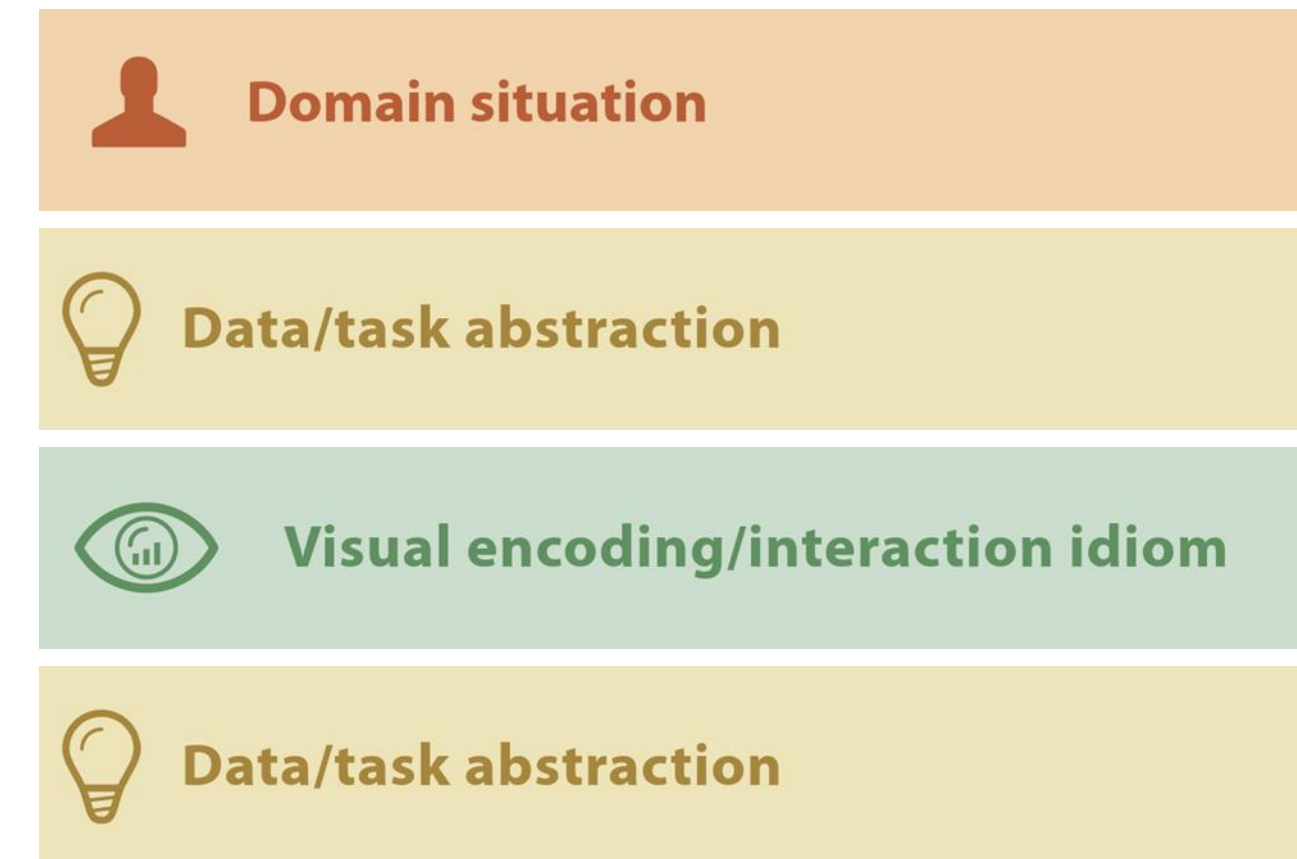 Domain situation
Data/task abstraction
Visual encoding/interaction idiom
Data/task abstraction